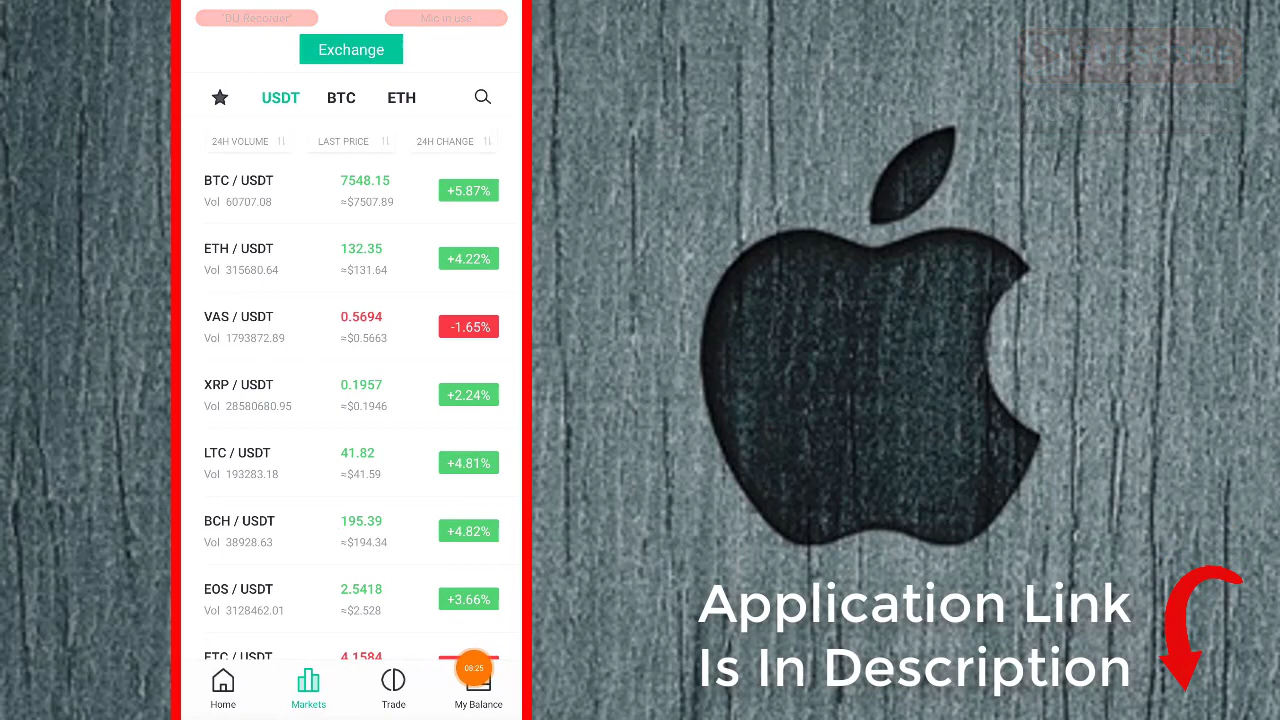 "DU Recorder"
Mic in use
Exchange
USDT BTC ETH
24H VOLUME LAST PRICE 24H CHANGE
BTC / USDT 7548.15 +5.87%
Vol 60707.08 ≈$7507.89
ETH / USDT 132.35 +4.22%
Vol 315680.64 ≈$131.64
VAS / USDT 0.5694 -1.65%
Vol 1793872.89 ≈$0.5663
XRP / USDT 0.1957 +2.24%
Vol 28580680.95 ≈$0.1946
LTC / USDT 41.82 +4.81%
Vol 193283.18 ≈$41.59
BCH / USDT 195.39 +4.82%
Vol 38928.63 ≈$194.34
EOS / USDT 2.5418 +3.66%
Vol 3128462.01 ≈$2.528
ETC / USDT 4.1584
08:25
Home Markets Trade My Balance
Application Link
Is In Description